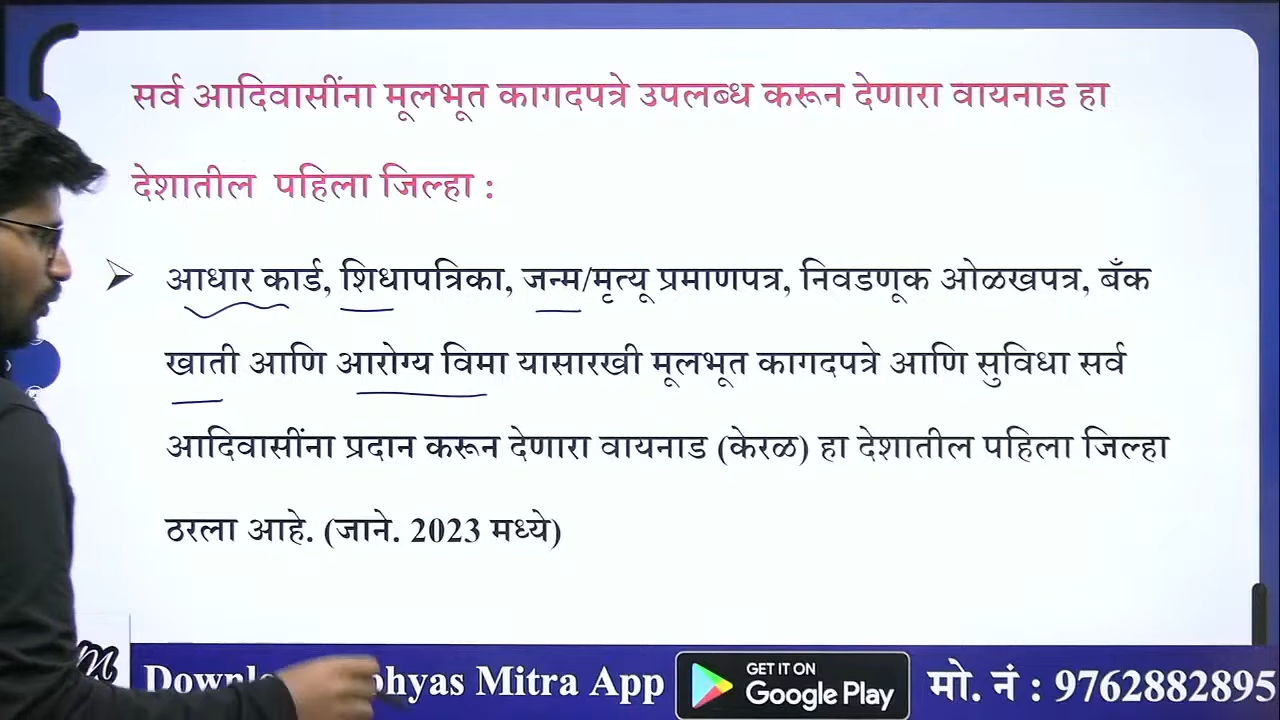 सर्व आदिवासींना मूलभूत कागदपत्रे उपलब्ध करून देणारा वायनाड हा
देशातील पहिला जिल्हा :
आधार कार्ड, शिधापत्रिका, जन्म/मृत्यू प्रमाणपत्र, निवडणूक ओळखपत्र, बँक
खाती आणि आरोग्य विमा यासारखी मूलभूत कागदपत्रे आणि सुविधा सर्व
आदिवासींना प्रदान करून देणारा वायनाड (केरळ) हा देशातील पहिला जिल्हा
ठरला आहे. (जाने. 2023 मध्ये)
Mitra App
GET IT ON
Google Play
मो. नं : 9762882895